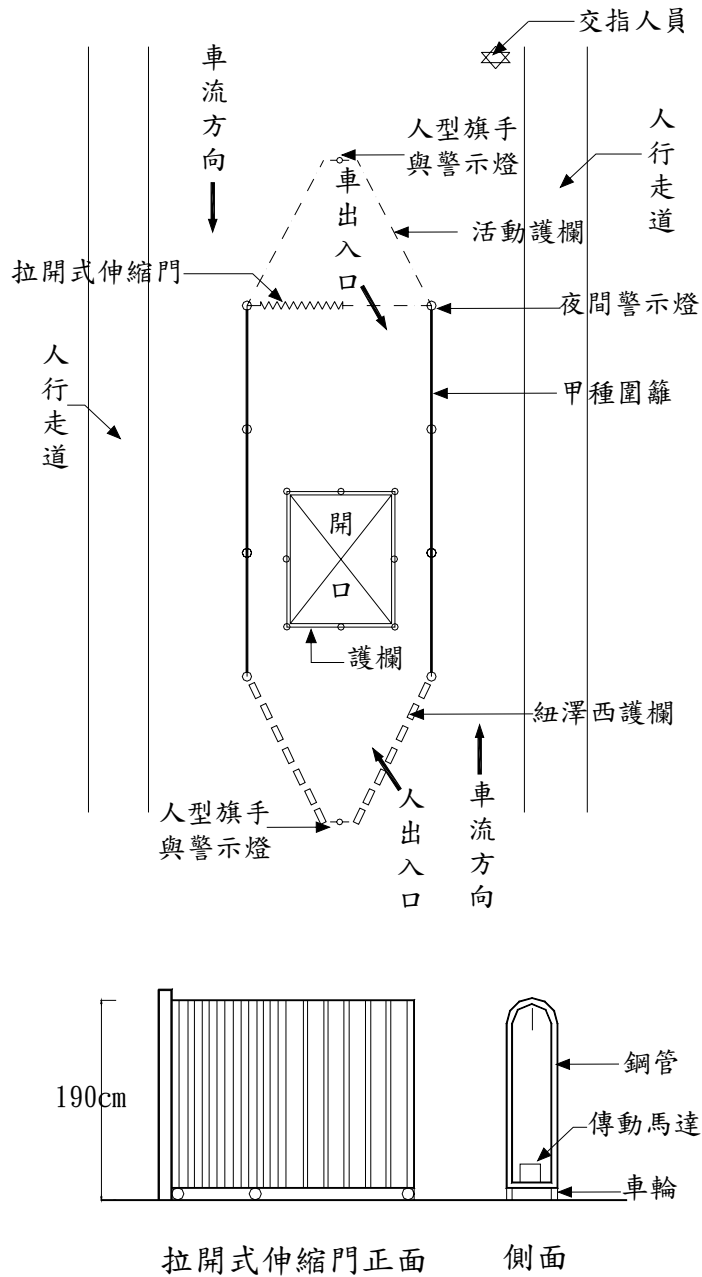 交指人員
車流方向
人型旗手
與警示燈
人行走道
車出入口
活動護欄
拉開式伸縮門
夜間警示燈
人行走道
甲種圍籬
開口
護欄
紐澤西護欄
人型旗手
與警示燈
人出入口
車流方向
190cm
鋼管
傳動馬達
車輪
拉開式伸縮門正面
側面